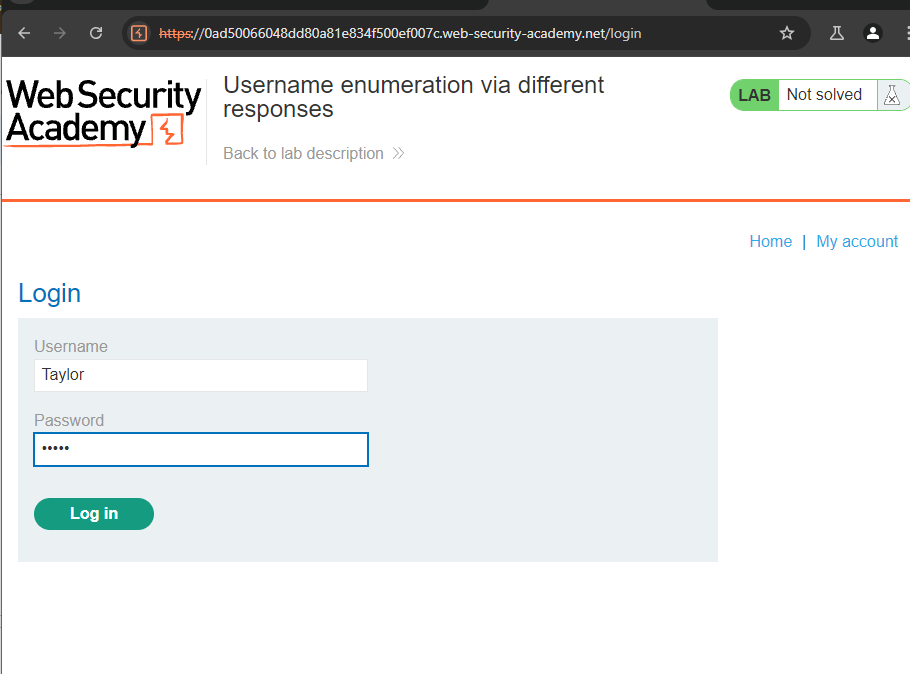 https://0ad50066048dd80a81e834f500ef007c.web-security-academy.net/login
Web Security
Academy
Username enumeration via different
responses
Back to lab description
LAB Not solved
Home | My account
Login
Username
Taylor
Password
•••••
Log in